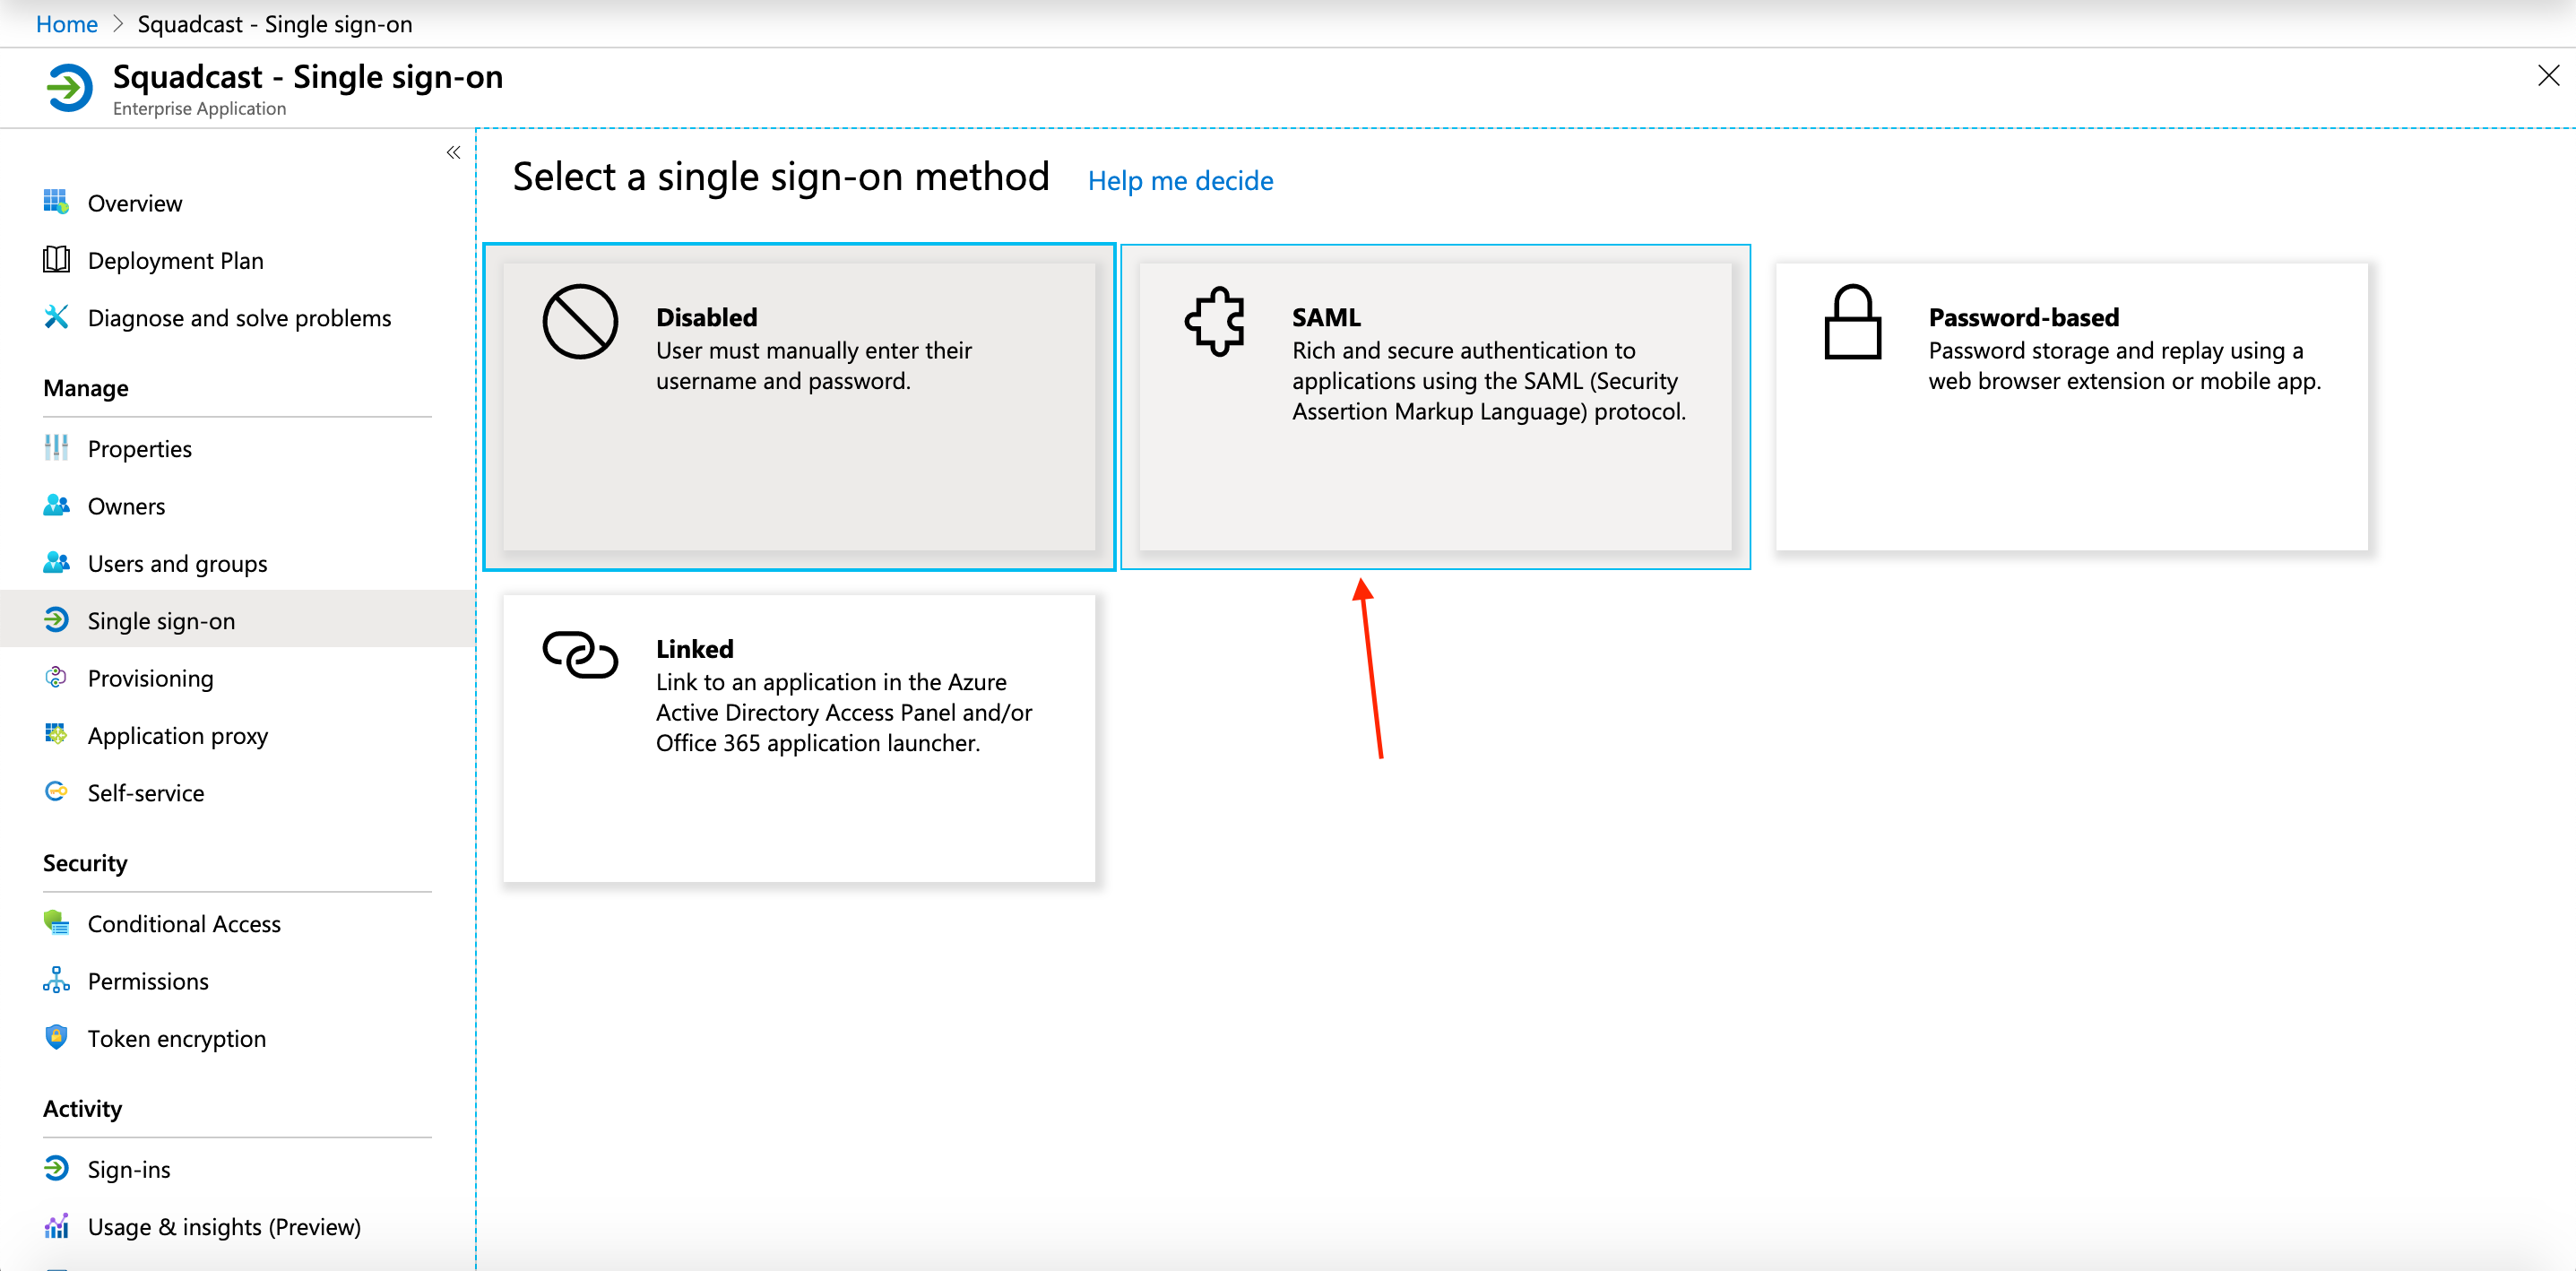 Home > Squadcast - Single sign-on
Squadcast - Single sign-on
Enterprise Application
Overview
Deployment Plan
Diagnose and solve problems
Manage
Properties
Owners
Users and groups
Single sign-on
Provisioning
Application proxy
Self-service
Security
Conditional Access
Permissions
Token encryption
Activity
Sign-ins
Usage & insights (Preview)
Select a single sign-on method Help me decide
Disabled
User must manually enter their
username and password.
SAML
Rich and secure authentication to
applications using the SAML (Security
Assertion Markup Language) protocol.
Password-based
Password storage and replay using a
web browser extension or mobile app.
Linked
Link to an application in the Azure
Active Directory Access Panel and/or
Office 365 application launcher.